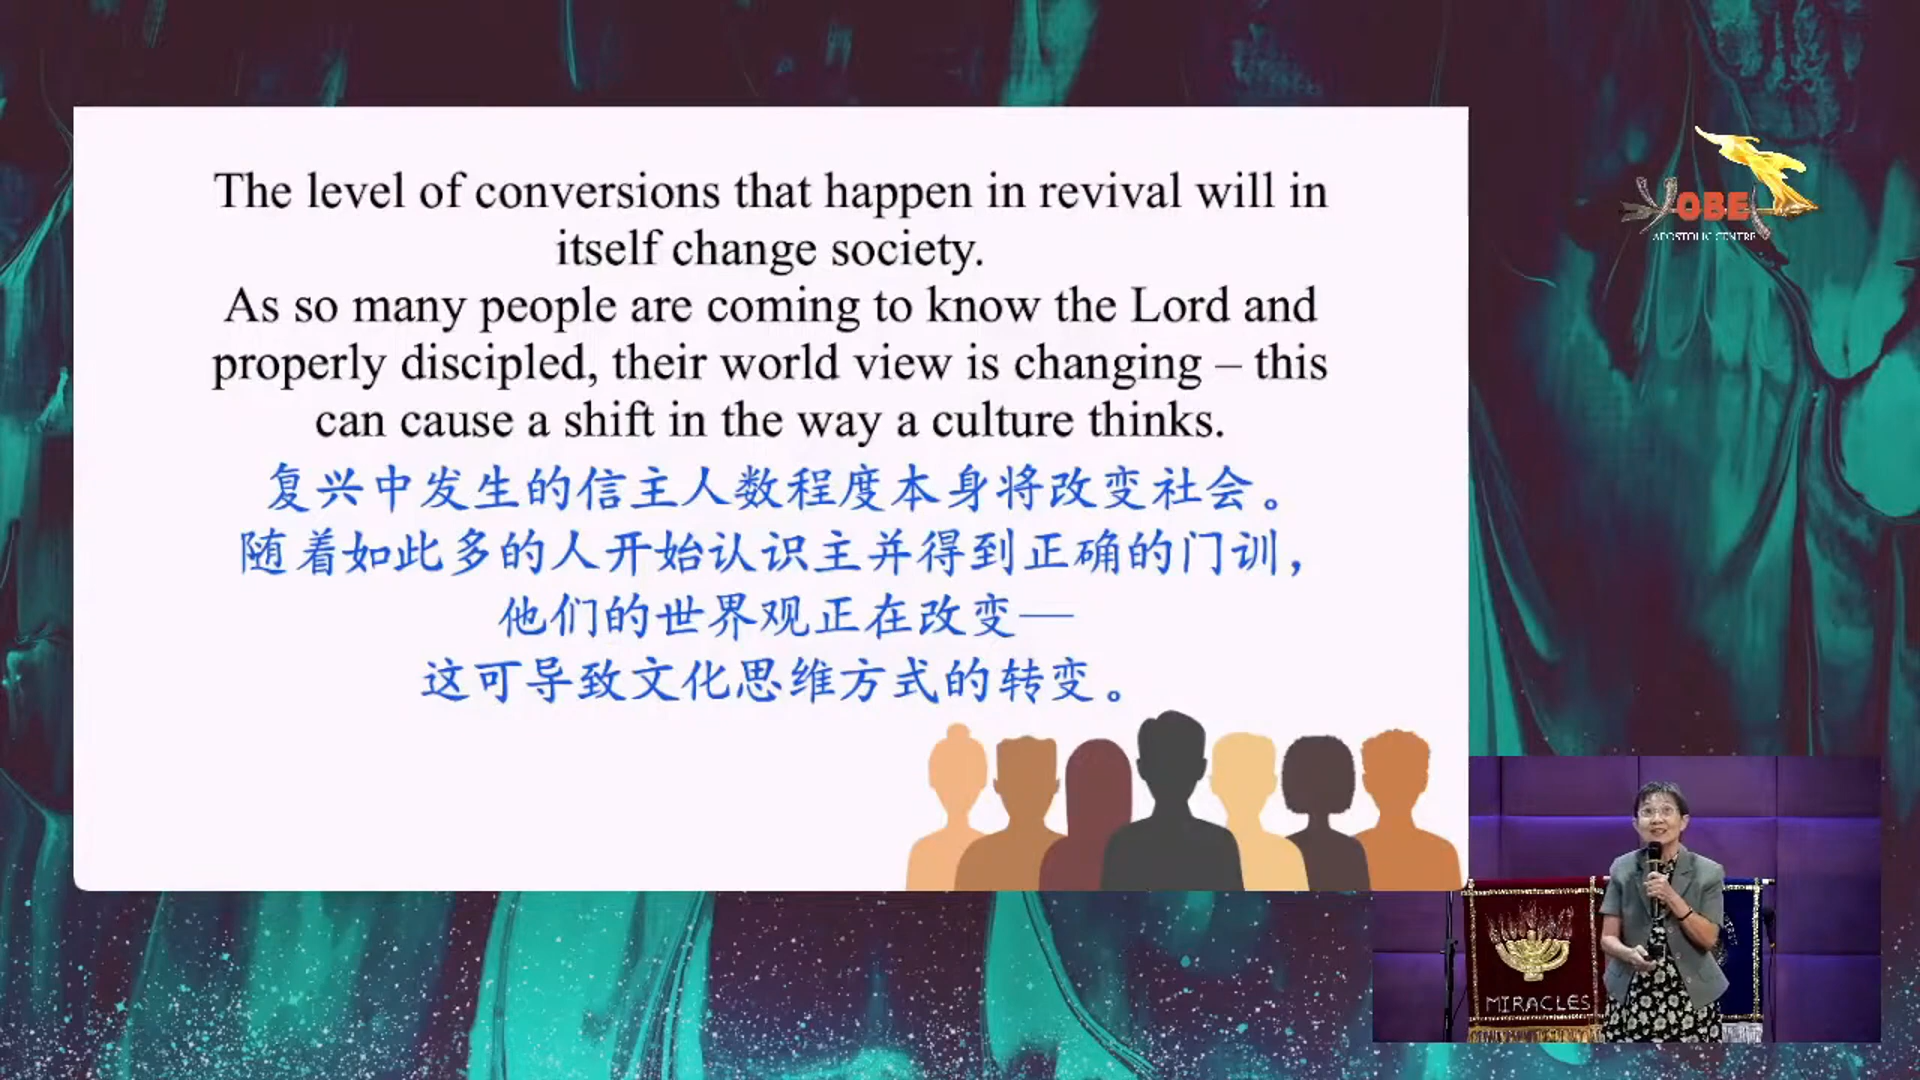 The level of conversions that happen in revival will in
itself change society.
As so many people are coming to know the Lord and
properly discipled, their world view is changing – this
can cause a shift in the way a culture thinks.
复兴中发生的信主人数程度本身将改变社会。
随着如此多的人开始认识主并得到正确的门训，
他们的世界观正在改变—
这可导致文化思维方式的转变。
YOBEL
APOSTOLIC CENTRE
MIRACLES